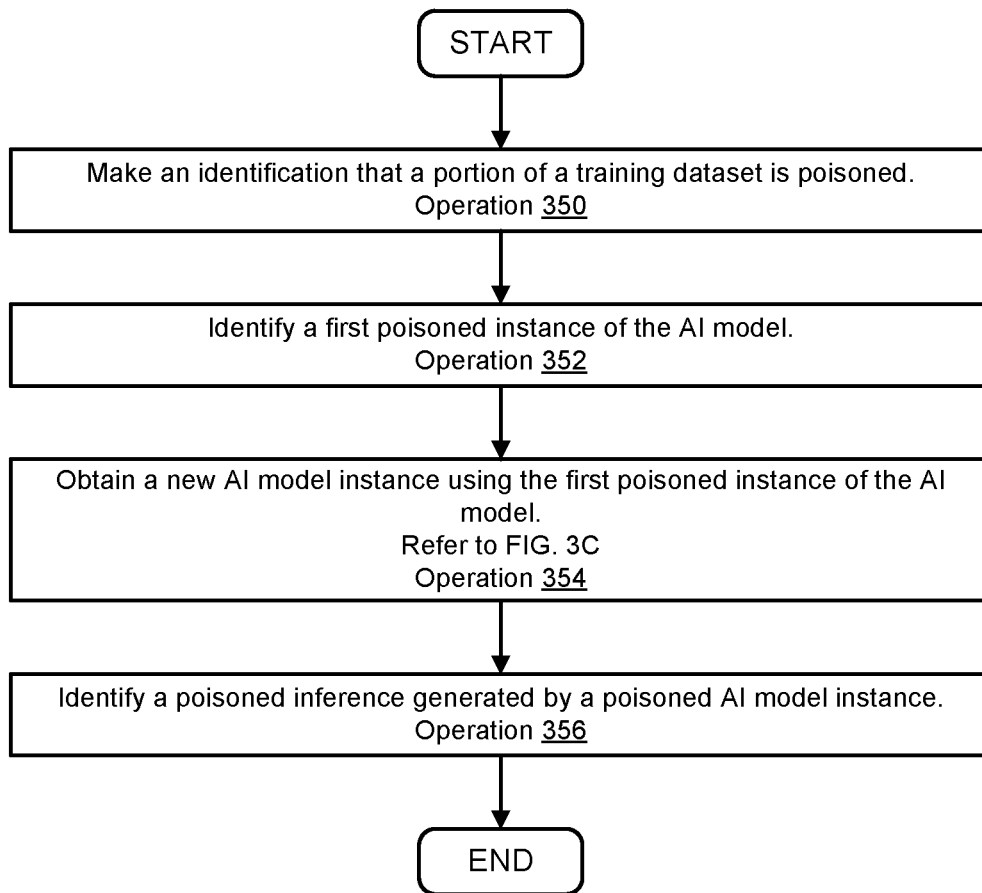 START
Make an identification that a portion of a training dataset is poisoned.
Operation 350
Identify a first poisoned instance of the AI model.
Operation 352
Obtain a new AI model instance using the first poisoned instance of the AI
model.
Refer to FIG. 3C
Operation 354
Identify a poisoned inference generated by a poisoned AI model instance.
Operation 356
END